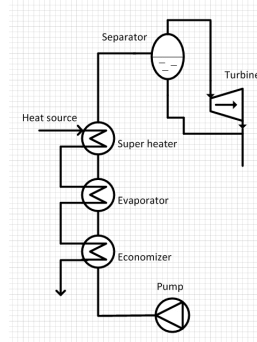 Separator
Turbine
Heat source
Super heater
Evaporator
Economizer
Pump